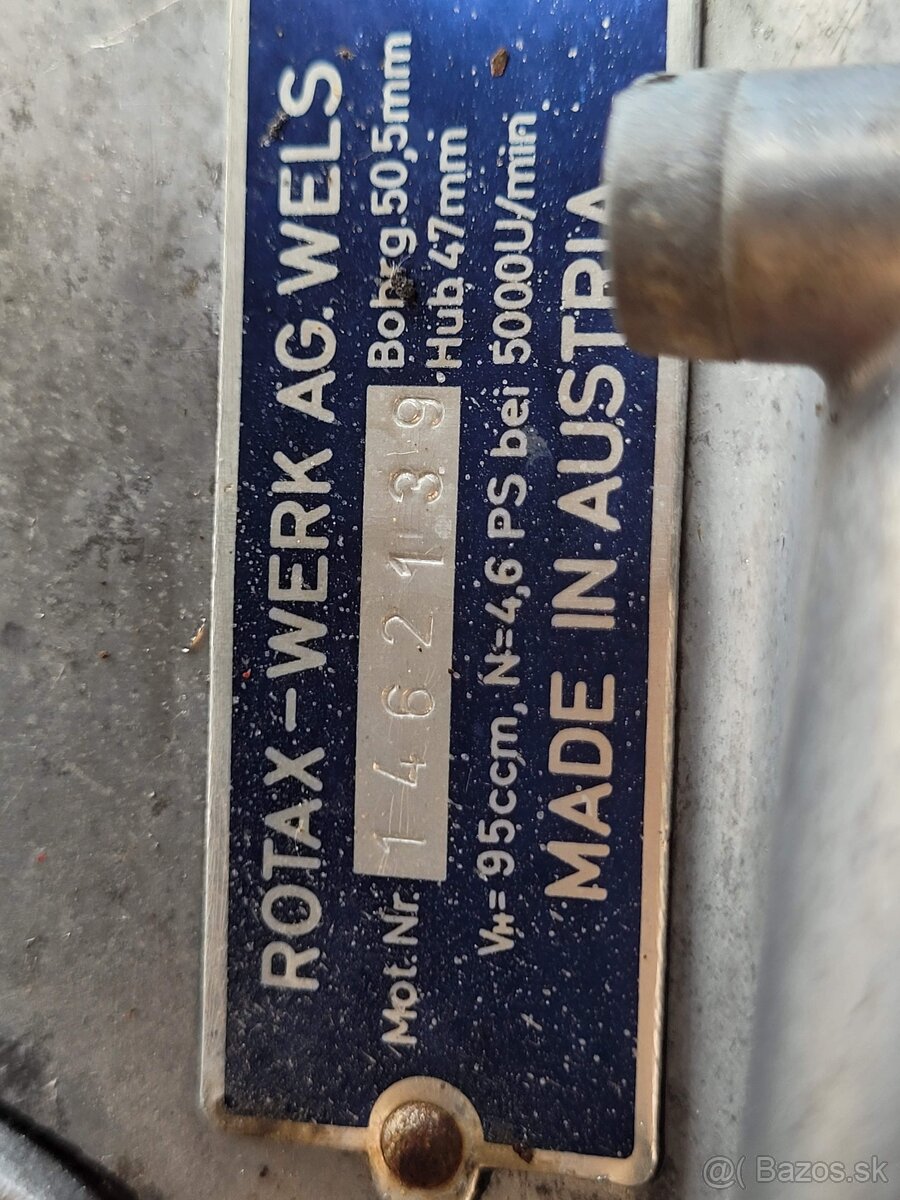 ROTAX-WERK AG. WELS
Mot. Nr. 1462139 Bohrg. 50,5mm
Hub 47mm
VH = 95ccm, N=4,6 PS bei 5000U/min
MADE IN AUSTRIA
@( Bazos.sk